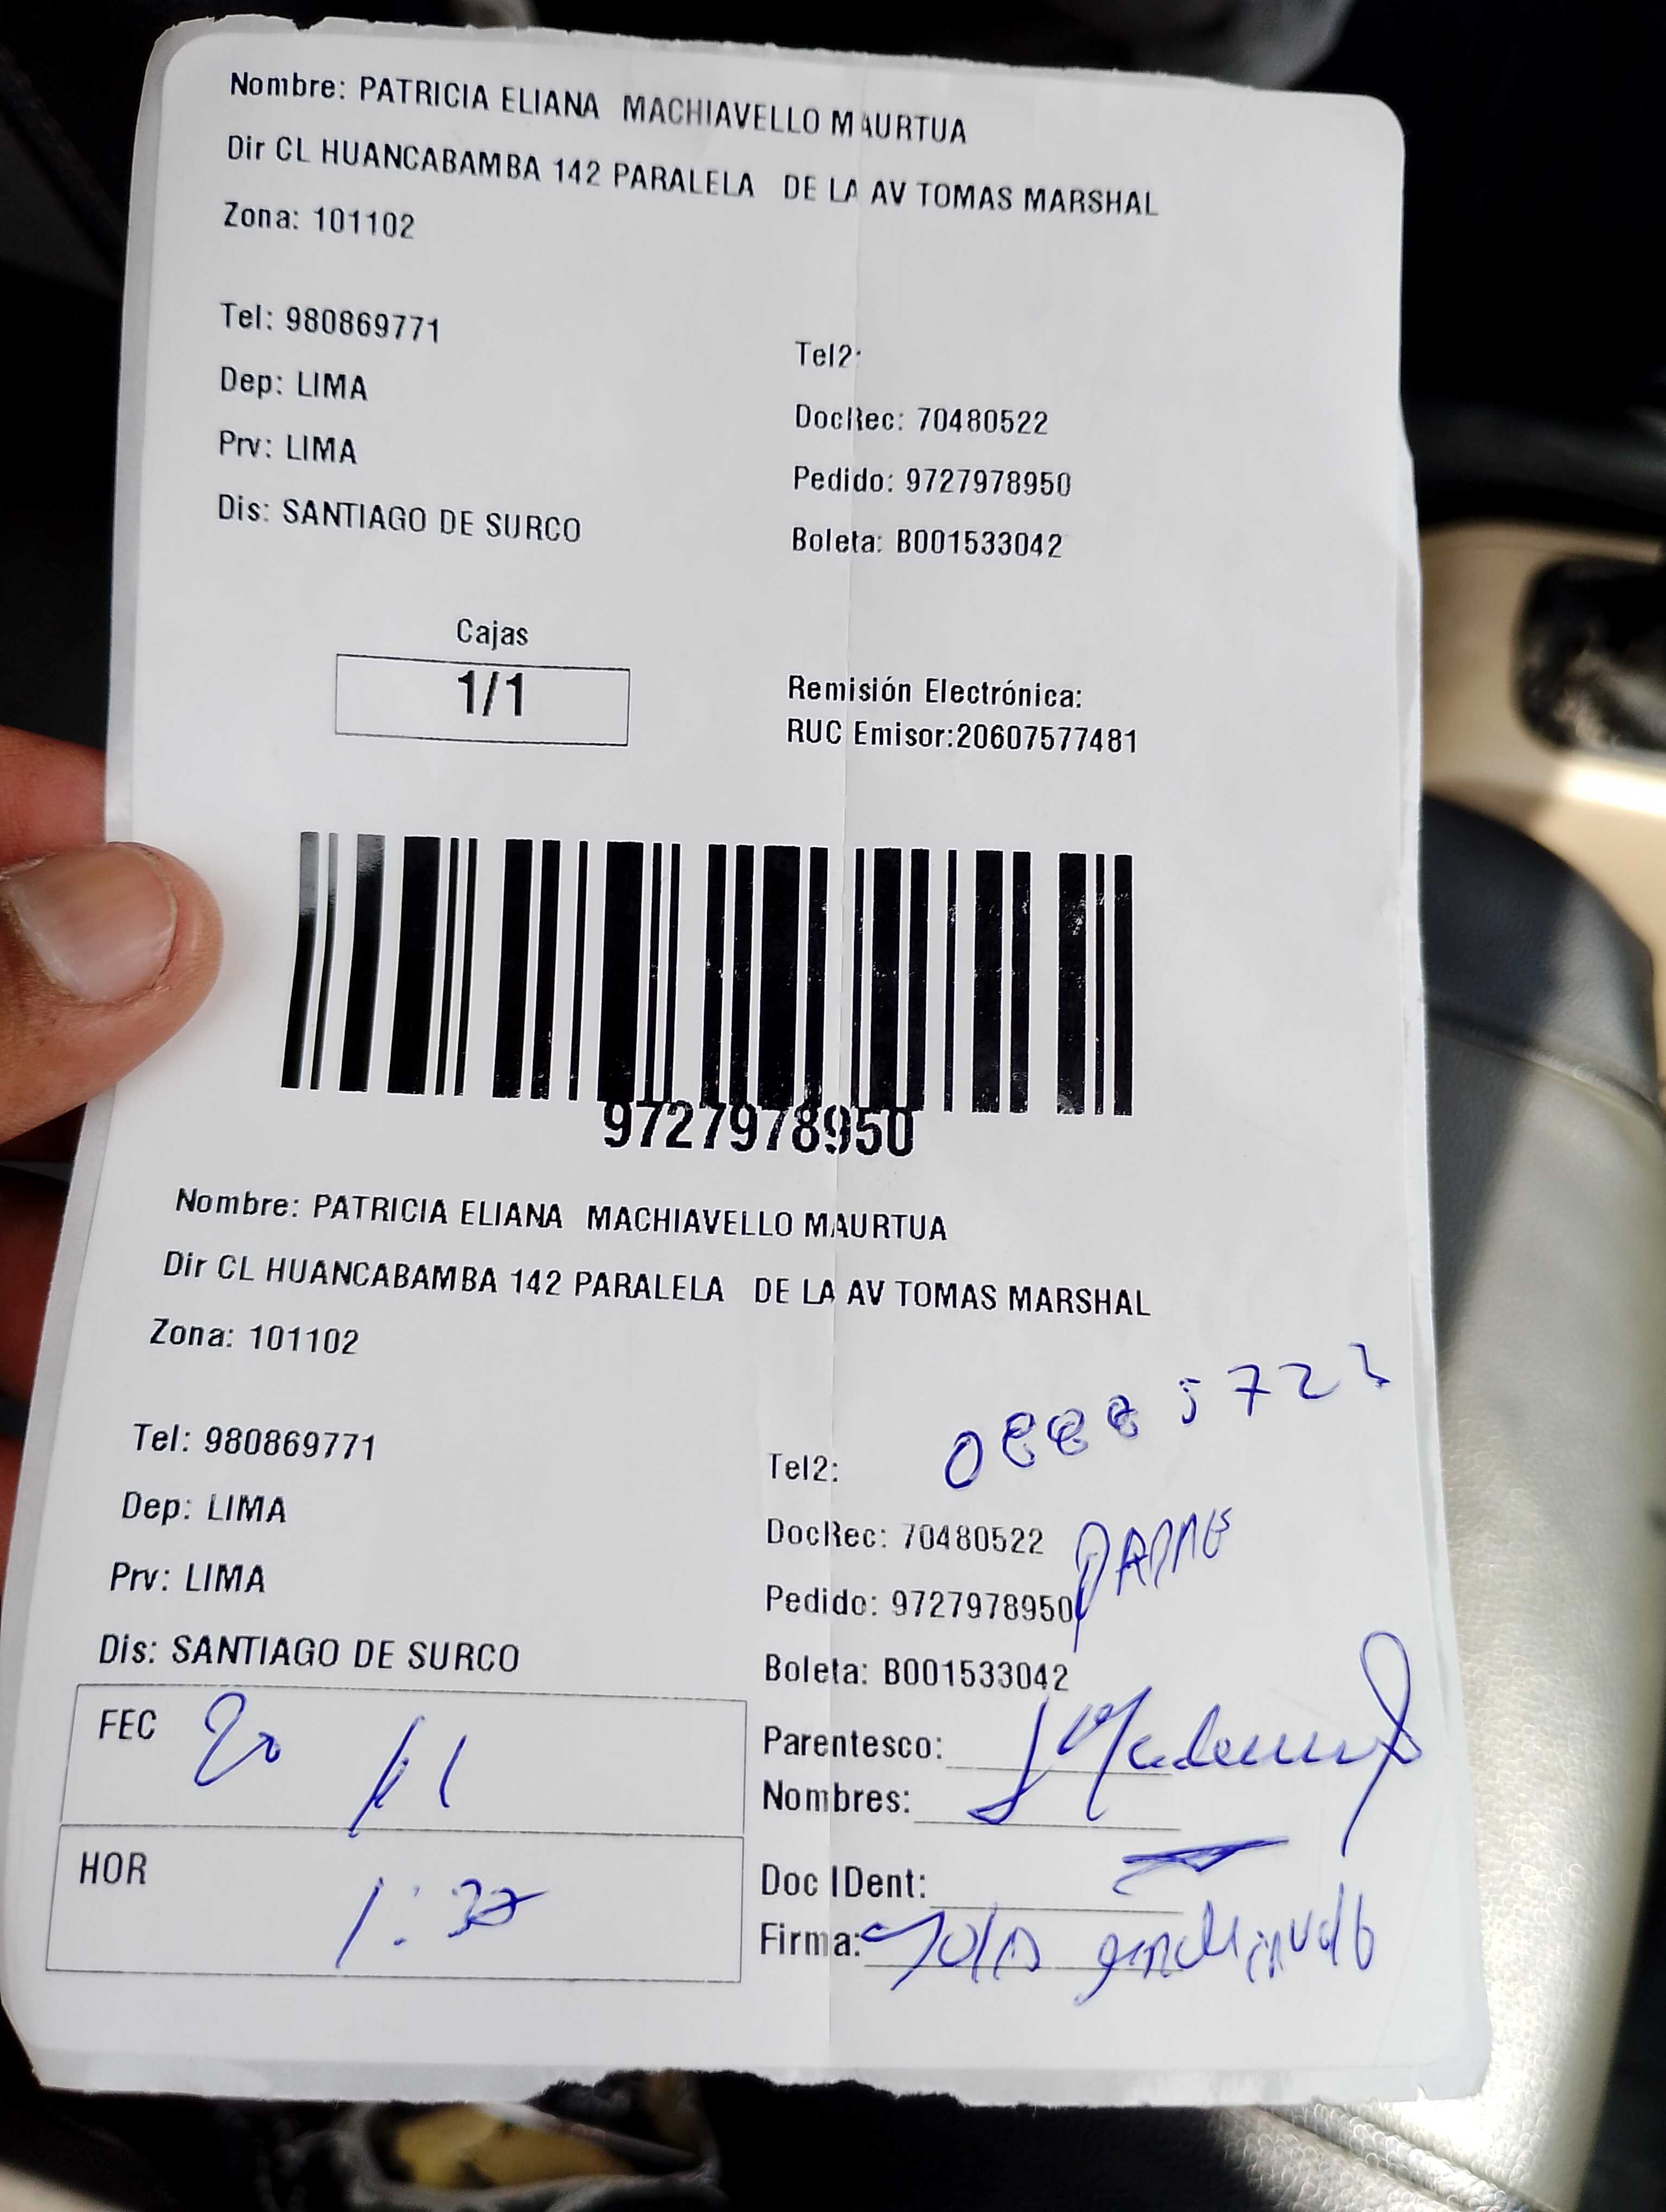 Nombre: PATRICIA ELIANA MACHIAVELLO MAURTUA
Dir CL HUANCABAMBA 142 PARALELA DE LA AV TOMAS MARSHAL
Zona: 101102
Tel: 980869771
Tel2:
Dep: LIMA
DocRec: 70480522
Prv: LIMA
Pedido: 9727978950
Dis: SANTIAGO DE SURCO
Boleta: B001533042
Cajas
1/1
Remisión Electrónica:
RUC Emisor:20607577481
9727978950
Nombre: PATRICIA ELIANA MACHIAVELLO MAURTUA
Dir CL HUANCABAMBA 142 PARALELA DE LA AV TOMAS MARSHAL
Zona: 101102
Tel: 980869771
Tel2:
Dep: LIMA
DocRec: 70480522
Prv: LIMA
Pedido: 9727978950
Dis: SANTIAGO DE SURCO
Boleta: B001533042
FEC 20 / 11
Parentesco:
Nombres:
HOR
Doc IDent:
Firma: